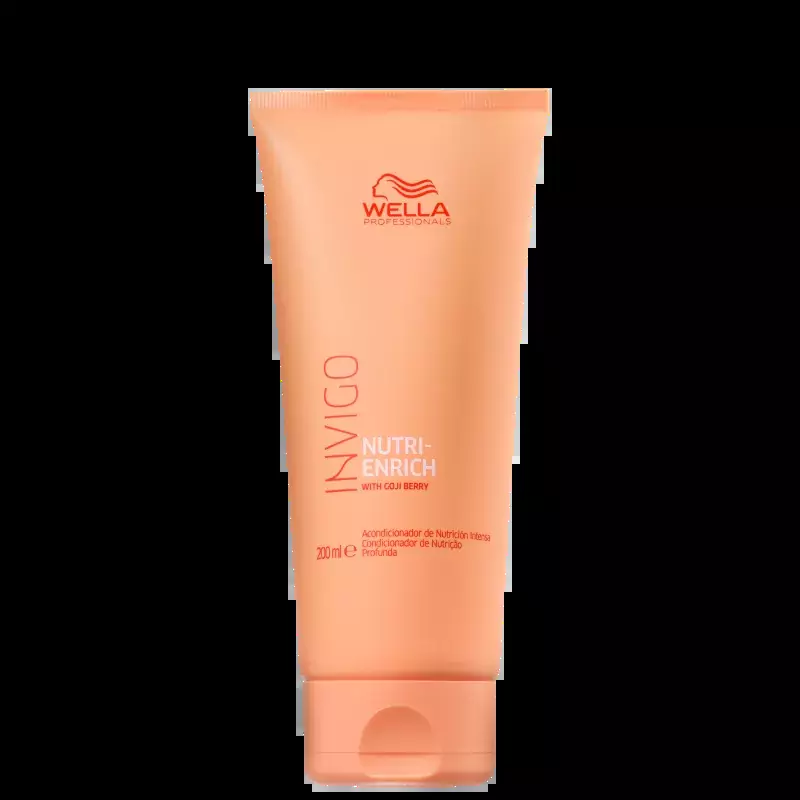 WELLA
PROFESSIONALS
INVIGO
NUTRI-
ENRICH
WITH GOJI BERRY
Acondicionador de Nutrición Intensa
Condicionador de Nutrição
Profunda
200 ml e